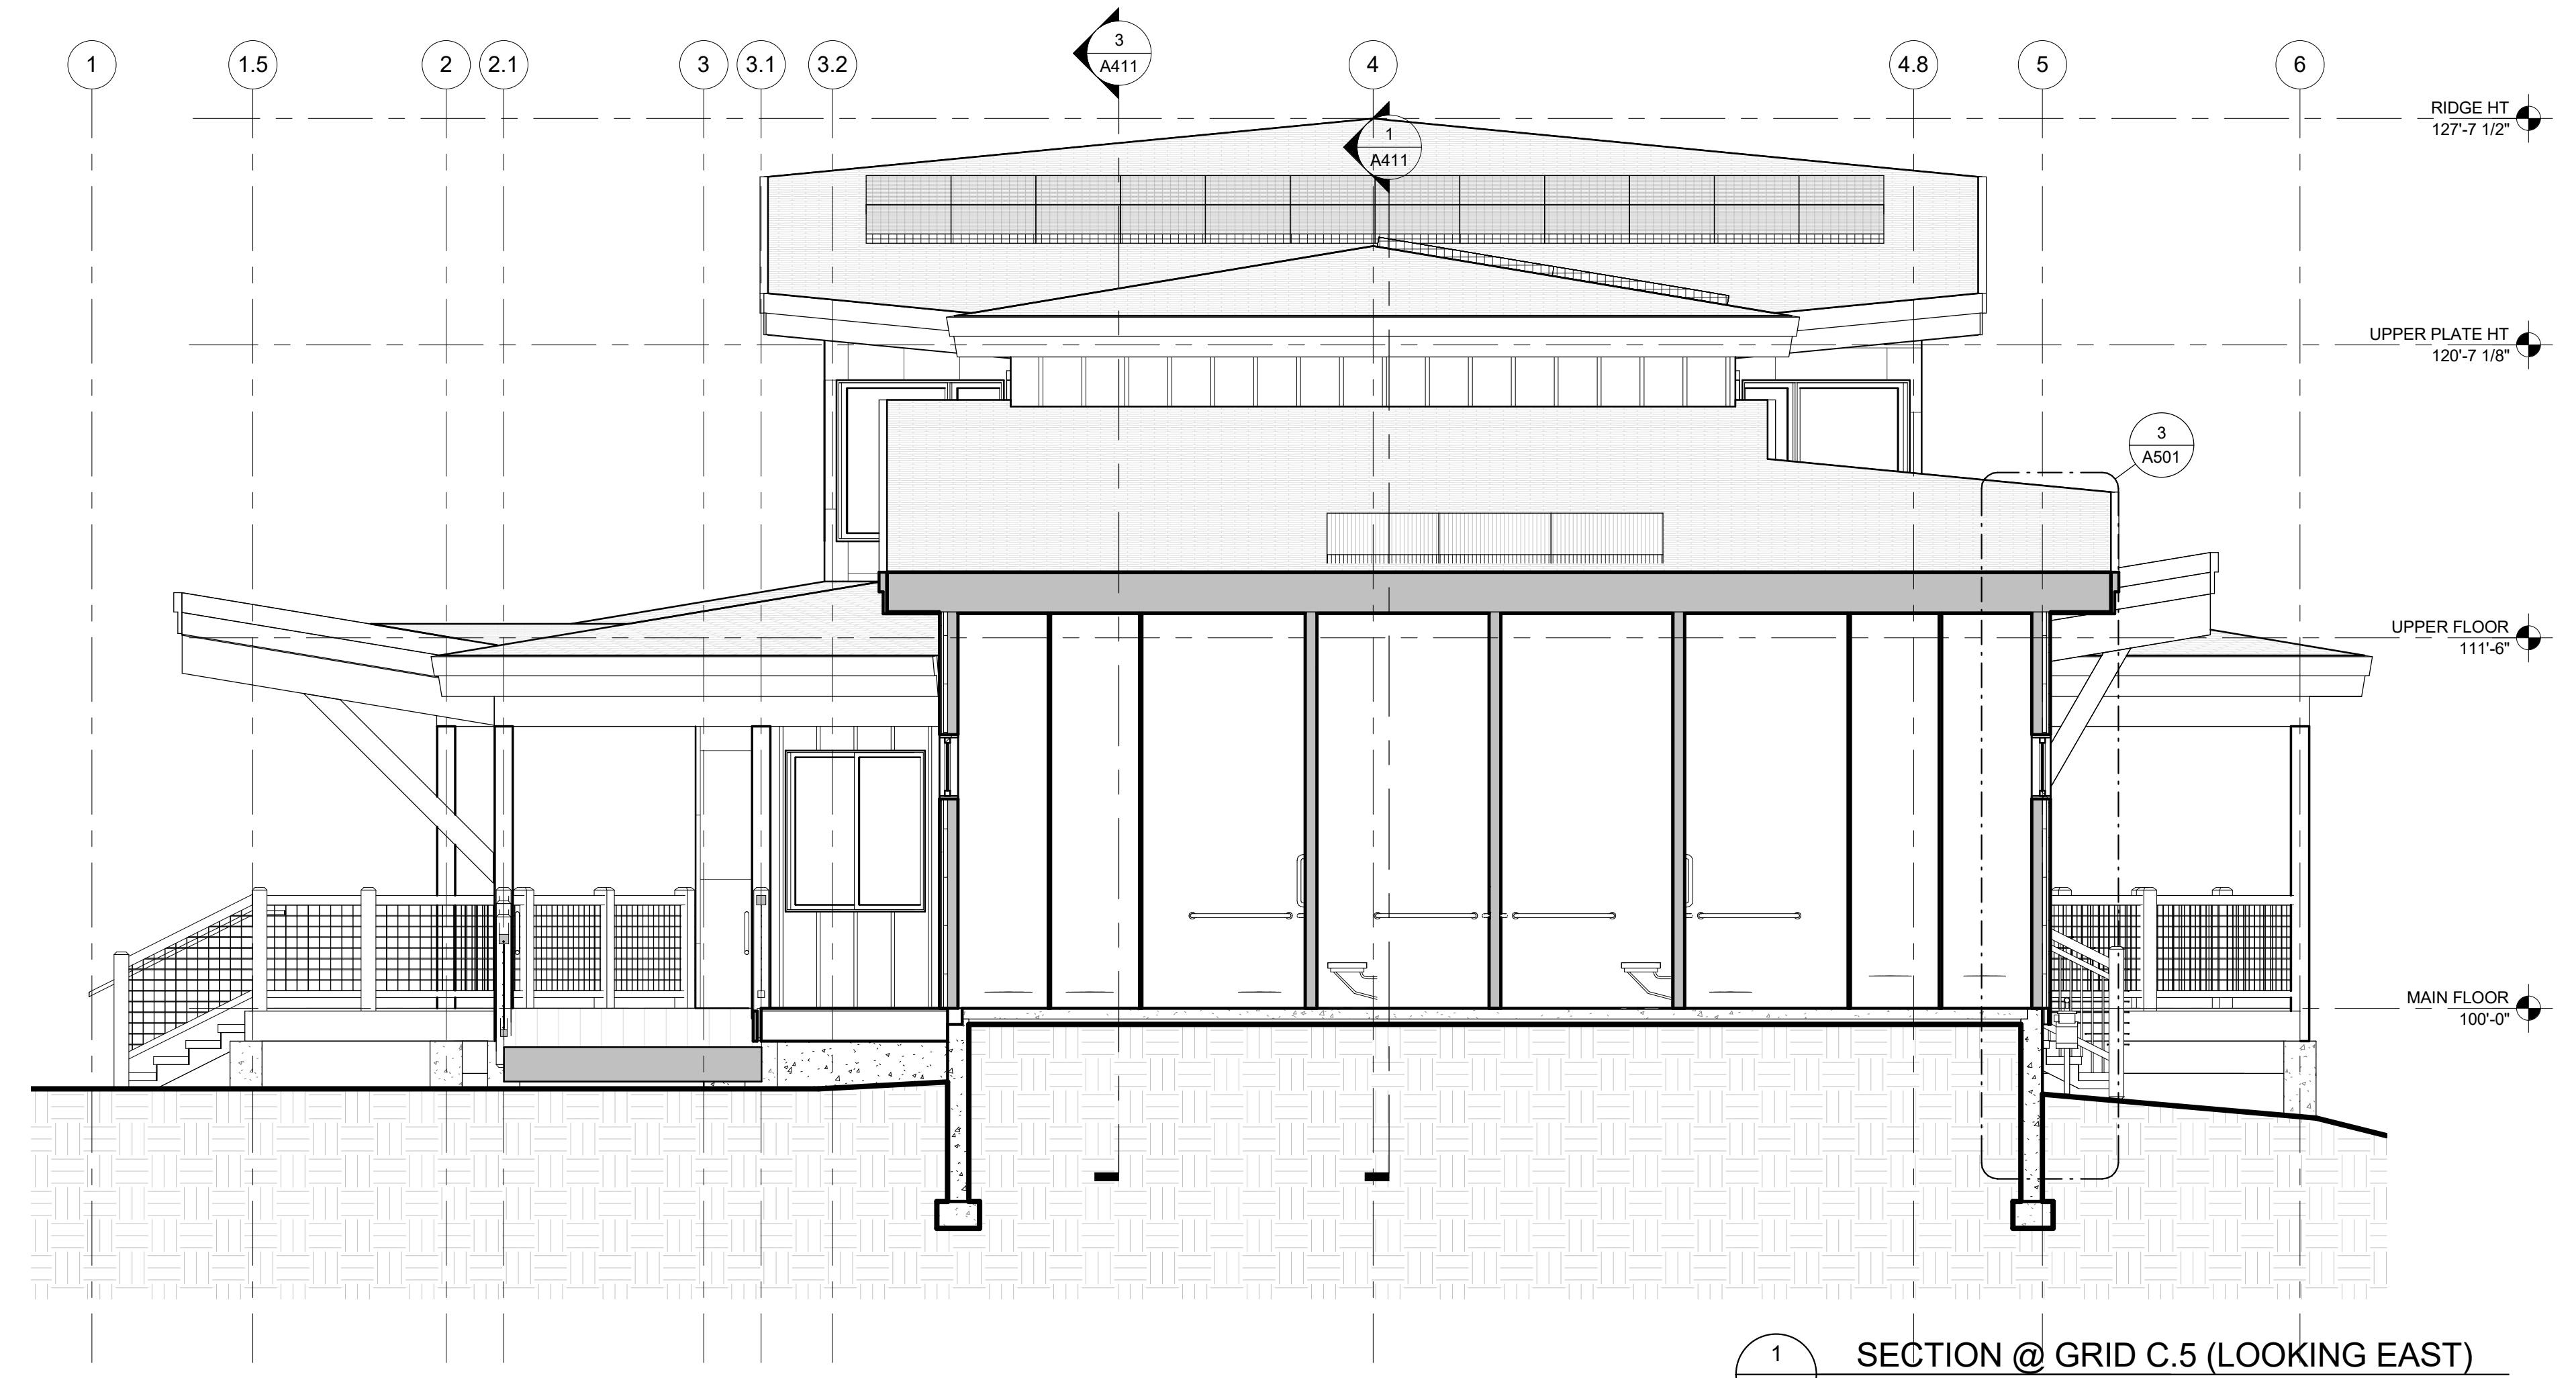 1
1.5
2
2.1
3
3.1
3.2
3
A411
4
4.8
5
6
RIDGE HT
127'-7 1/2"
1
A411
UPPER PLATE HT
120'-7 1/8"
3
A501
UPPER FLOOR
111'-6"
MAIN FLOOR
100'-0"
1
SECTION @ GRID C.5 (LOOKING EAST)